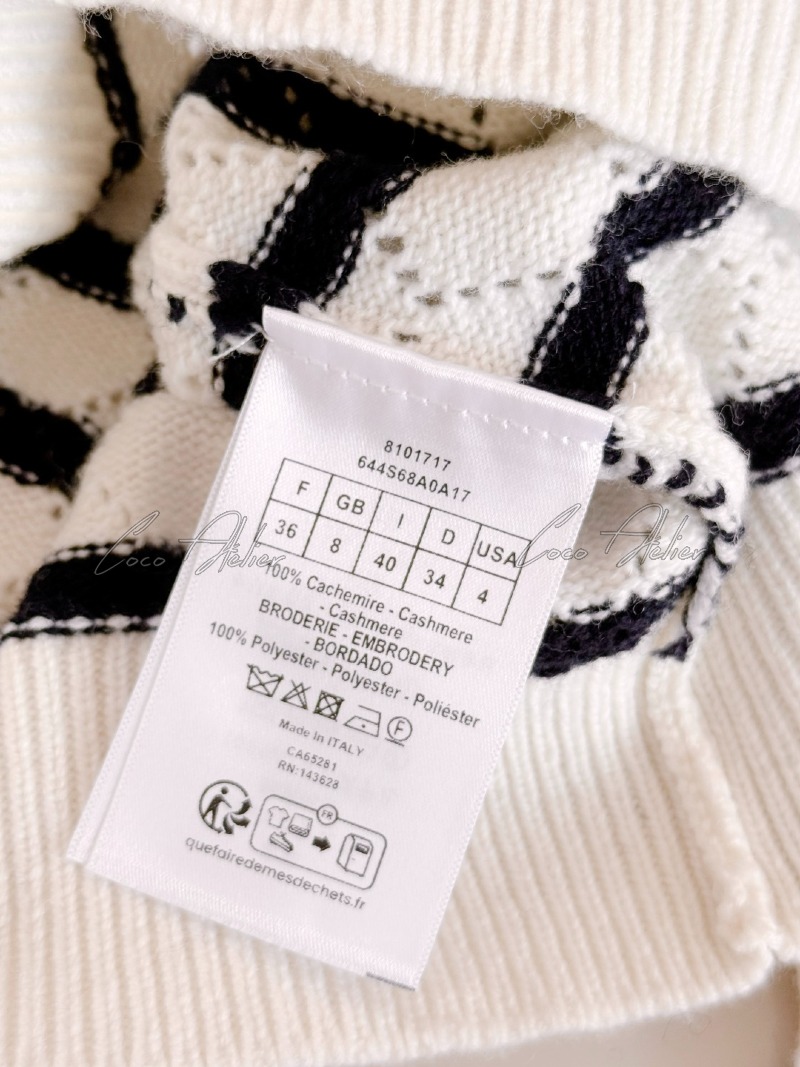 8101717
644S68A0A17
F GB I D USA
36 8 40 34 4
100% Cachemire - Cashmere
- Cashmere
BRODERIE - EMBRODERY
- BORDADO
100% Polyester - Polyester - Poliéster
F
Made in ITALY
CA65281
RN:143628
FR
quefairedemesdechets.fr
Coco Atelier
Coco Atelier